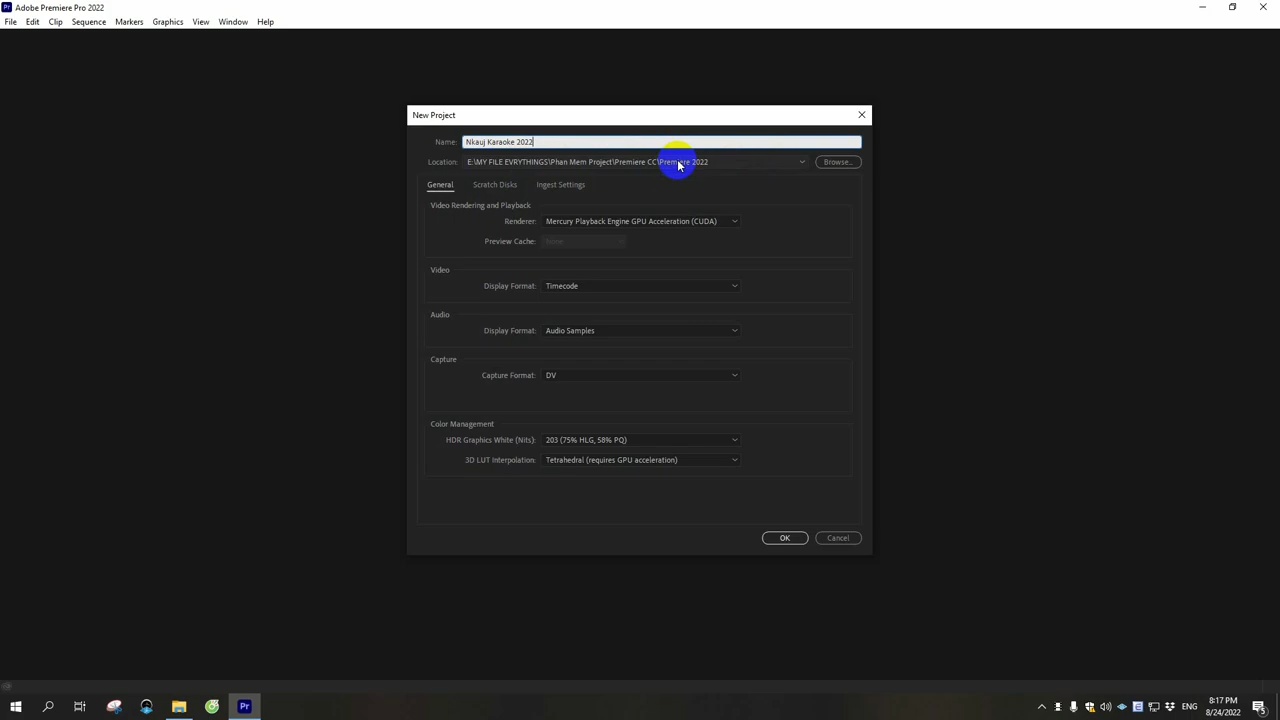 Adobe Premiere Pro 2022
File Edit Clip Sequence Markers Graphics View Window Help
New Project
Name: Nkauj Karaoke 2022
Location: E:\MY FILE EVRYTHINGS\Phan Mem Project\Premiere CC\Premiere 2022 Browse...
General Scratch Disks Ingest Settings
Video Rendering and Playback
Renderer: Mercury Playback Engine GPU Acceleration (CUDA)
Preview Cache: None
Video
Display Format: Timecode
Audio
Display Format: Audio Samples
Capture
Capture Format: DV
Color Management
HDR Graphics White (Nits): 203 (75% HLG, 58% PQ)
3D LUT Interpolation: Tetrahedral (requires GPU acceleration)
OK Cancel
Pr
ENG
8:17 PM
8/24/2022